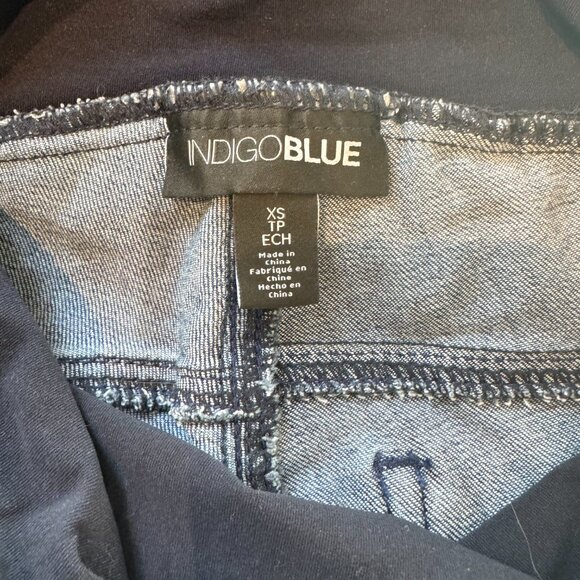 INDIGOBLUE
XS
TP
ECH
Made in
China
Fabriqué en
Chine
Hecho en
China